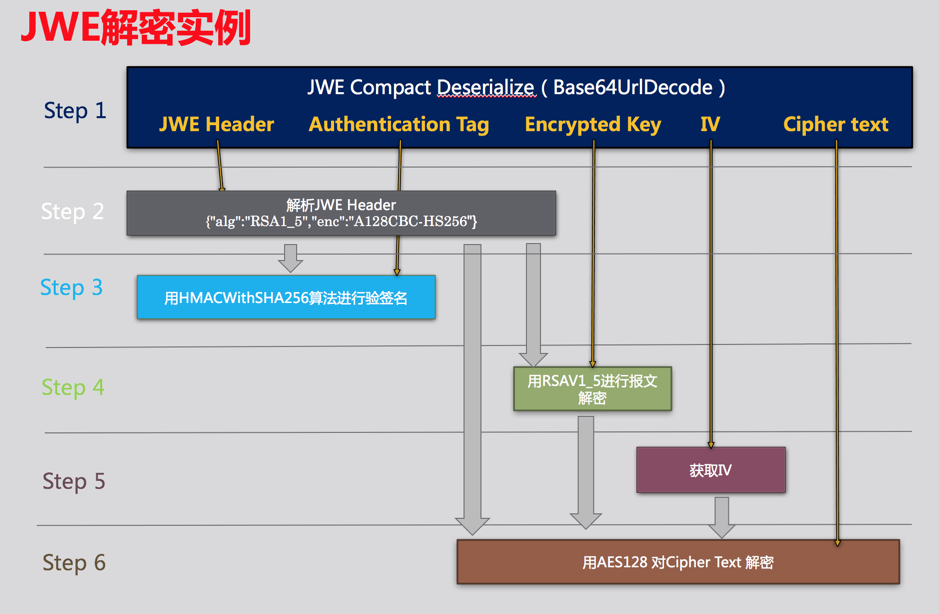 JWE解密实例
Step 1
JWE Compact Deserialize ( Base64UrlDecode )
JWE Header Authentication Tag Encrypted Key IV Cipher text
Step 2
解析JWE Header
{"alg":"RSA1_5","enc":"A128CBC-HS256"}
Step 3
用HMACWithSHA256算法进行验签名
Step 4
用RSAV1_5进行报文
解密
Step 5
获取IV
Step 6
用AES128 对Cipher Text 解密